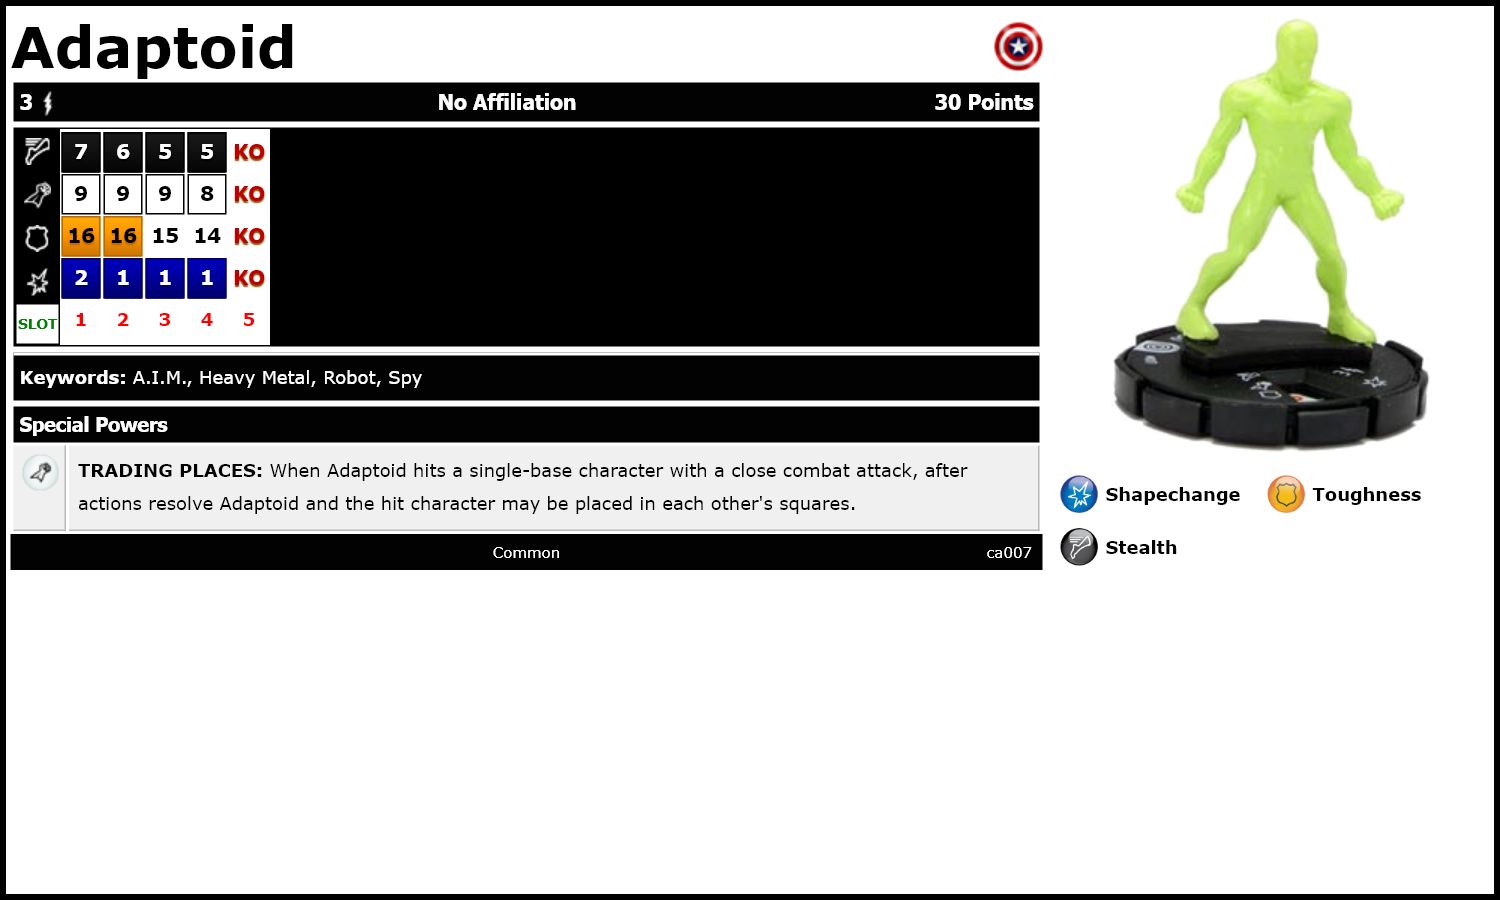 Adaptoid
3 No Affiliation 30 Points
7 6 5 5 KO
9 9 9 8 KO
16 16 15 14 KO
2 1 1 1 KO
SLOT 1 2 3 4 5
Keywords: A.I.M., Heavy Metal, Robot, Spy
Special Powers
TRADING PLACES: When Adaptoid hits a single-base character with a close combat attack, after
actions resolve Adaptoid and the hit character may be placed in each other's squares.
Common ca007
Shapechange Toughness
Stealth